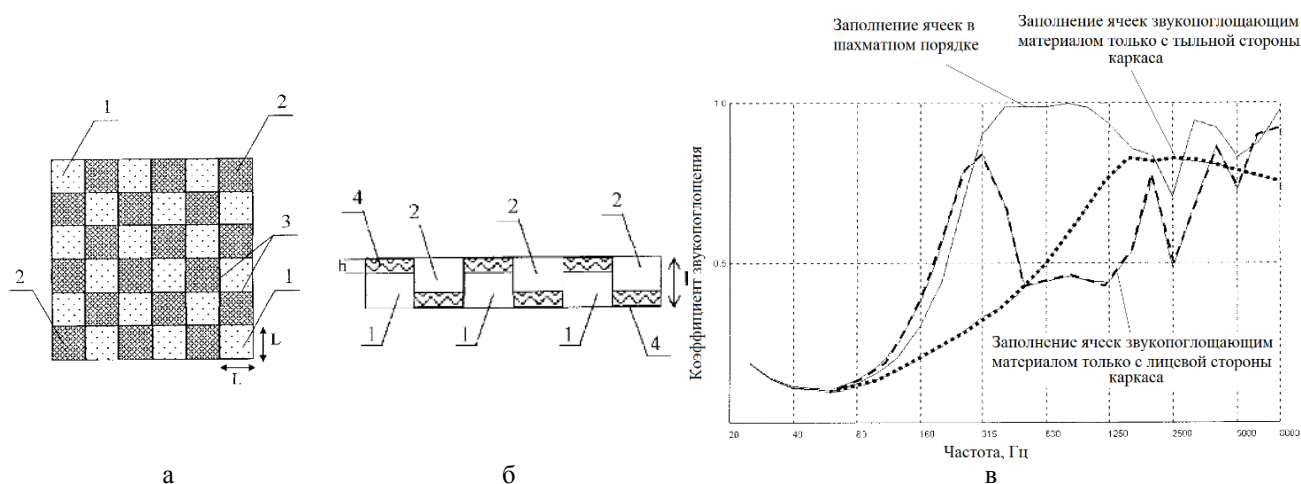 1
2
3
2
1
L
L
а
4
2
2
2
h
l
1
1
1
4
б
Заполнение ячеек в
шахматном порядке
Заполнение ячеек звукопоглощающим
материалом только с тыльной стороны
каркаса
Коэффициент звукопоглощения
1.0
0.5
Заполнение ячеек звукопоглощающим
материалом только с лицевой стороны
каркаса
20 40 80 160 315 630 1250 2500 5000 8000
Частота, Гц
в